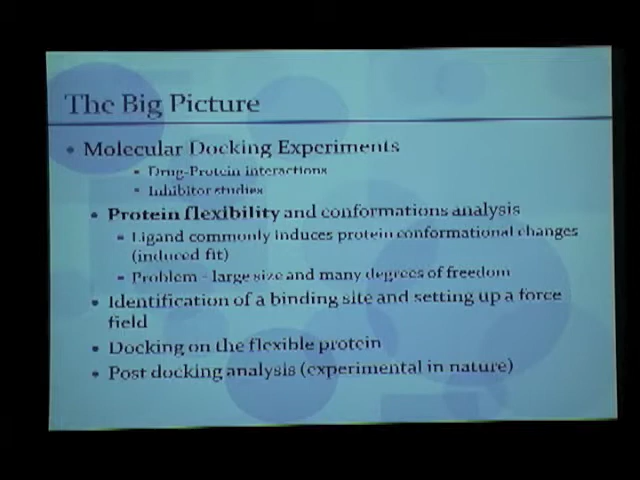 The Big Picture
Molecular Docking Experiments
Drug-Protein interactions
Inhibitor studies
Protein flexibility and conformations analysis
Ligand commonly induces protein conformational changes
(induced fit)
Problem - large size and many degrees of freedom
Identification of a binding site and setting up a force
field
Docking on the flexible protein
Post docking analysis (experimental in nature)